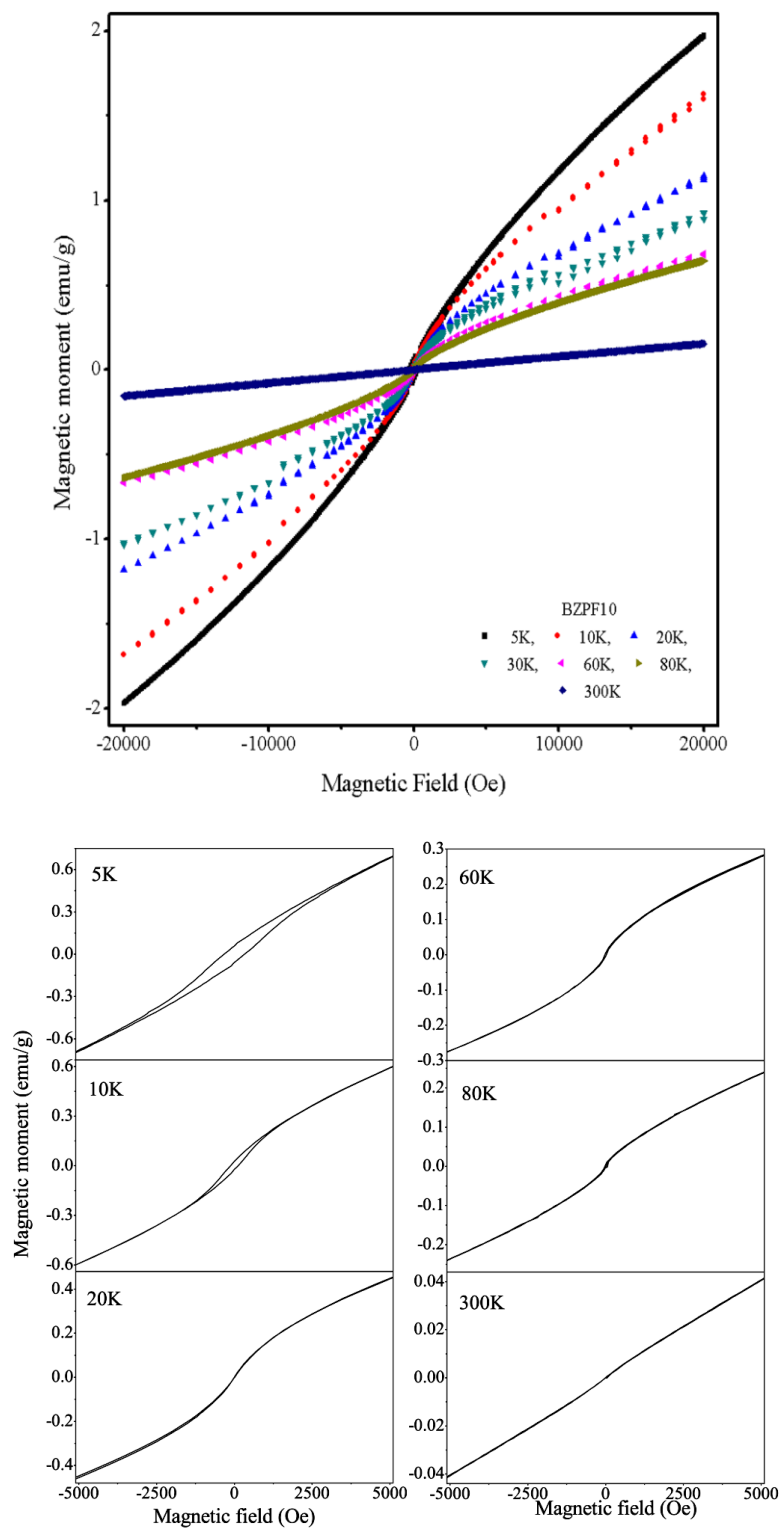 2
1
0
-1
-2
Magnetic moment (emu/g)
BZPF10
5K, 10K, 20K,
30K, 60K, 80K,
300K
-20000 -10000 0 10000 20000
Magnetic Field (Oe)
Magnetic moment (emu/g)
5K
0.6
0.3
0.0
-0.3
-0.6
10K
0.6
0.3
0.0
-0.3
-0.6
20K
0.4
0.2
0.0
-0.2
-0.4
-5000 -2500 0 2500 5000
Magnetic field (Oe)
60K
0.3
0.2
0.1
0.0
-0.1
-0.2
-0.3
80K
0.2
0.1
0.0
-0.1
-0.2
300K
0.04
0.02
0.00
-0.02
-0.04
-5000 -2500 0 2500 5000
Magnetic field (Oe)